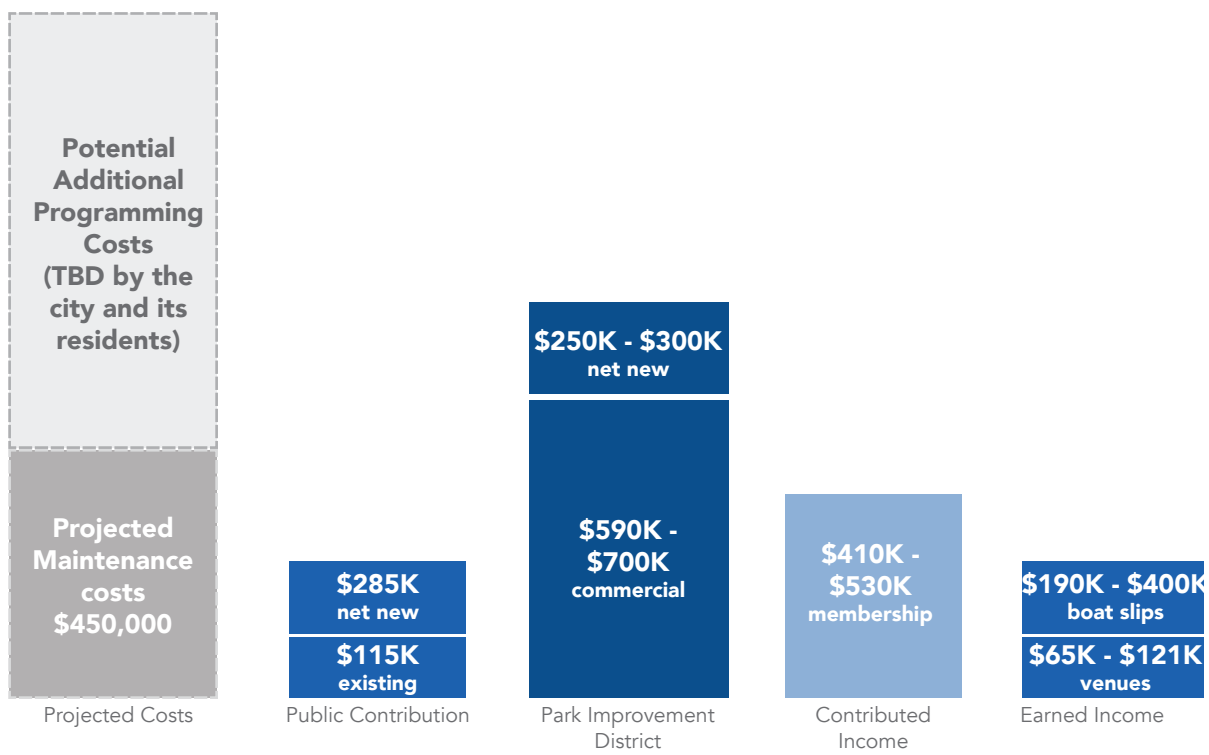 Potential
Additional
Programming
Costs
(TBD by the
city and its
residents)
Projected
Maintenance
costs
$450,000
Projected Costs
$285K
net new
$115K
existing
Public Contribution
$250K - $300K
net new
$590K -
$700K
commercial
Park Improvement
District
$410K -
$530K
membership
Contributed
Income
$190K - $400K
boat slips
$65K - $121K
venues
Earned Income